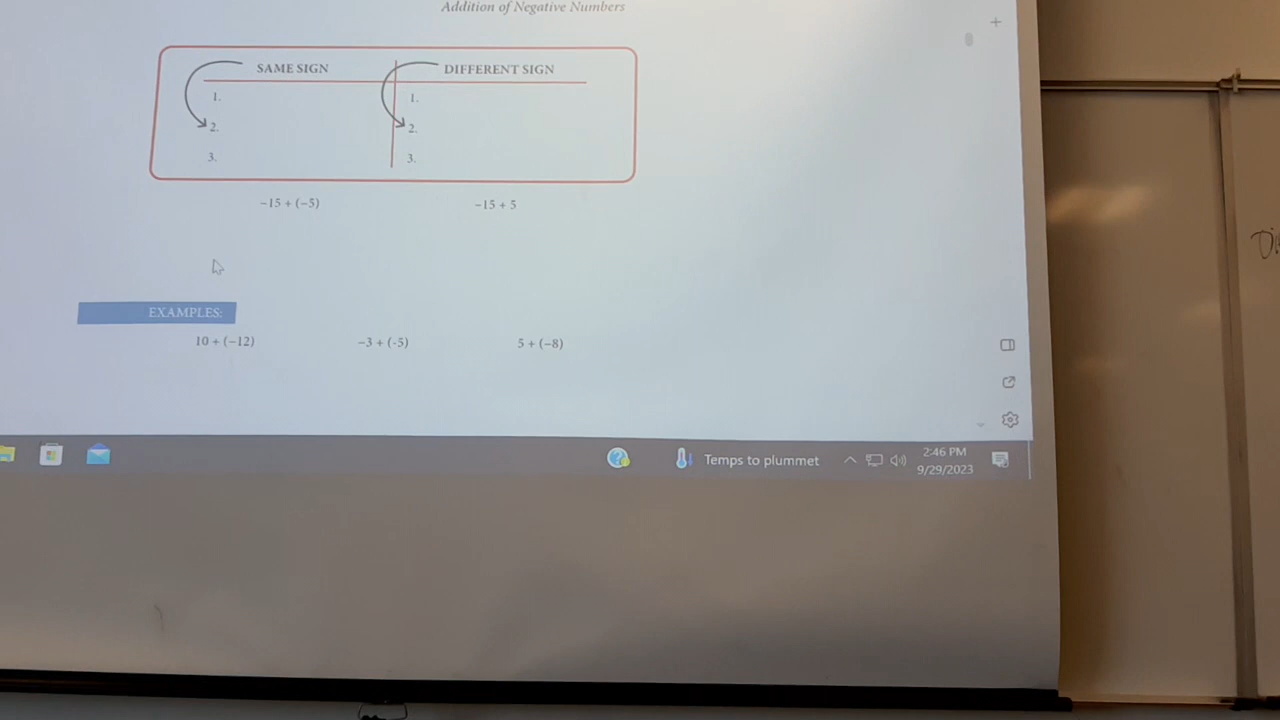 Addition of Negative Numbers
SAME SIGN DIFFERENT SIGN
1. 1.
2. 2.
3. 3.
−15 + (−5) −15 + 5
EXAMPLES:
10 + (−12) −3 + (-5) 5 + (−8)
Temps to plummet
2:46 PM
9/29/2023